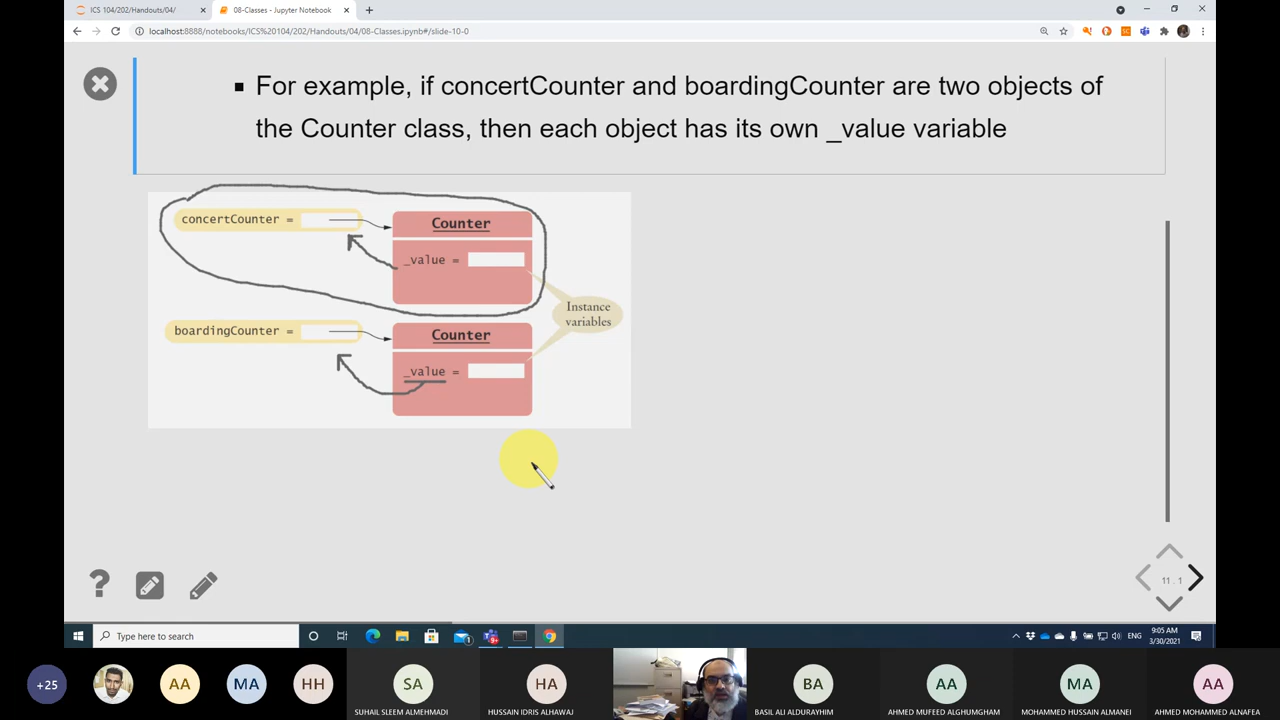 ICS 104/202/Handouts/04/
08-Classes - Jupyter Notebook
localhost:8888/notebooks/ICS%20104/202/Handouts/04/08-Classes.ipynb#/slide-10-0
For example, if concertCounter and boardingCounter are two objects of
the Counter class, then each object has its own _value variable
concertCounter =
Counter
_value =
Instance
variables
boardingCounter =
Counter
_value =
11.1
Type here to search
ENG
9:05 AM
3/30/2021
+25
AA
MA
HH
SA
HA
BA
AA
MA
AA
SUHAIL SLEEM ALMEHMADI
HUSSAIN IDRIS ALHAWAJ
BASIL ALI ALDURAYHIM
AHMED MUFEED ALGHUMGHAM
MOHAMMED HUSSAIN ALMANEI
AHMED MOHAMMED ALNAFEA